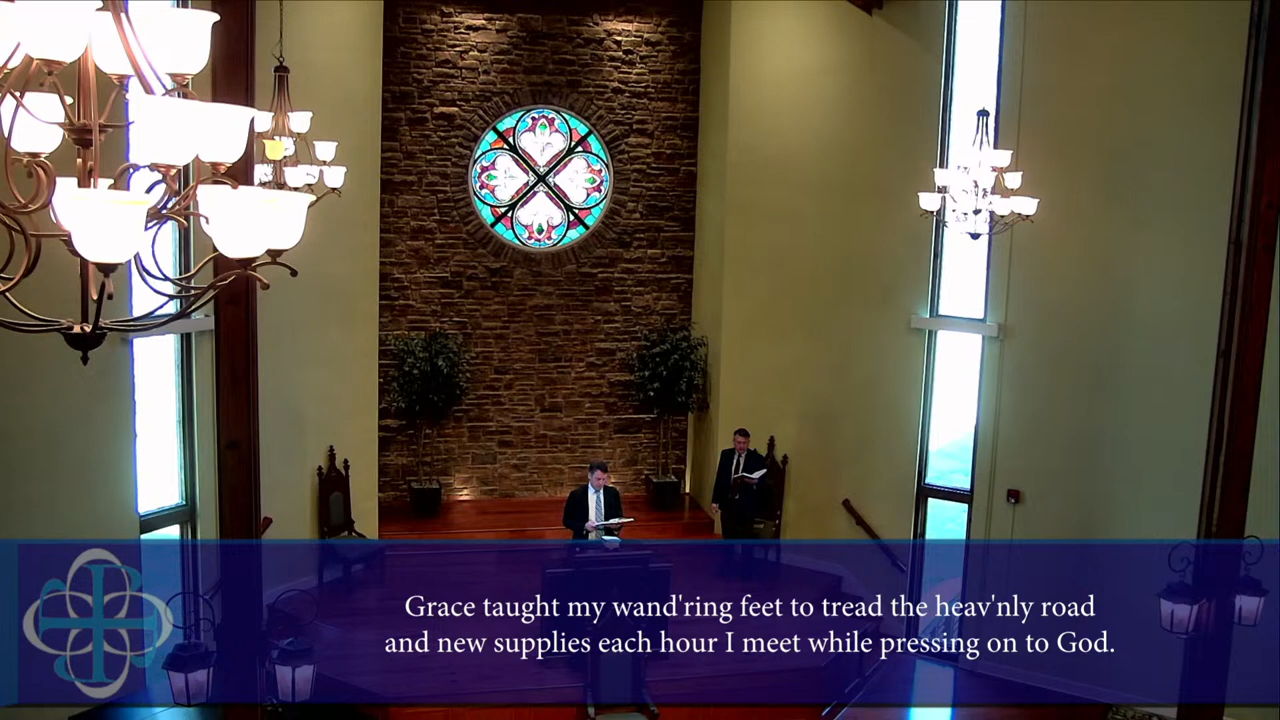 Grace taught my wand'ring feet to tread the heav'nly road
and new supplies each hour I meet while pressing on to God.